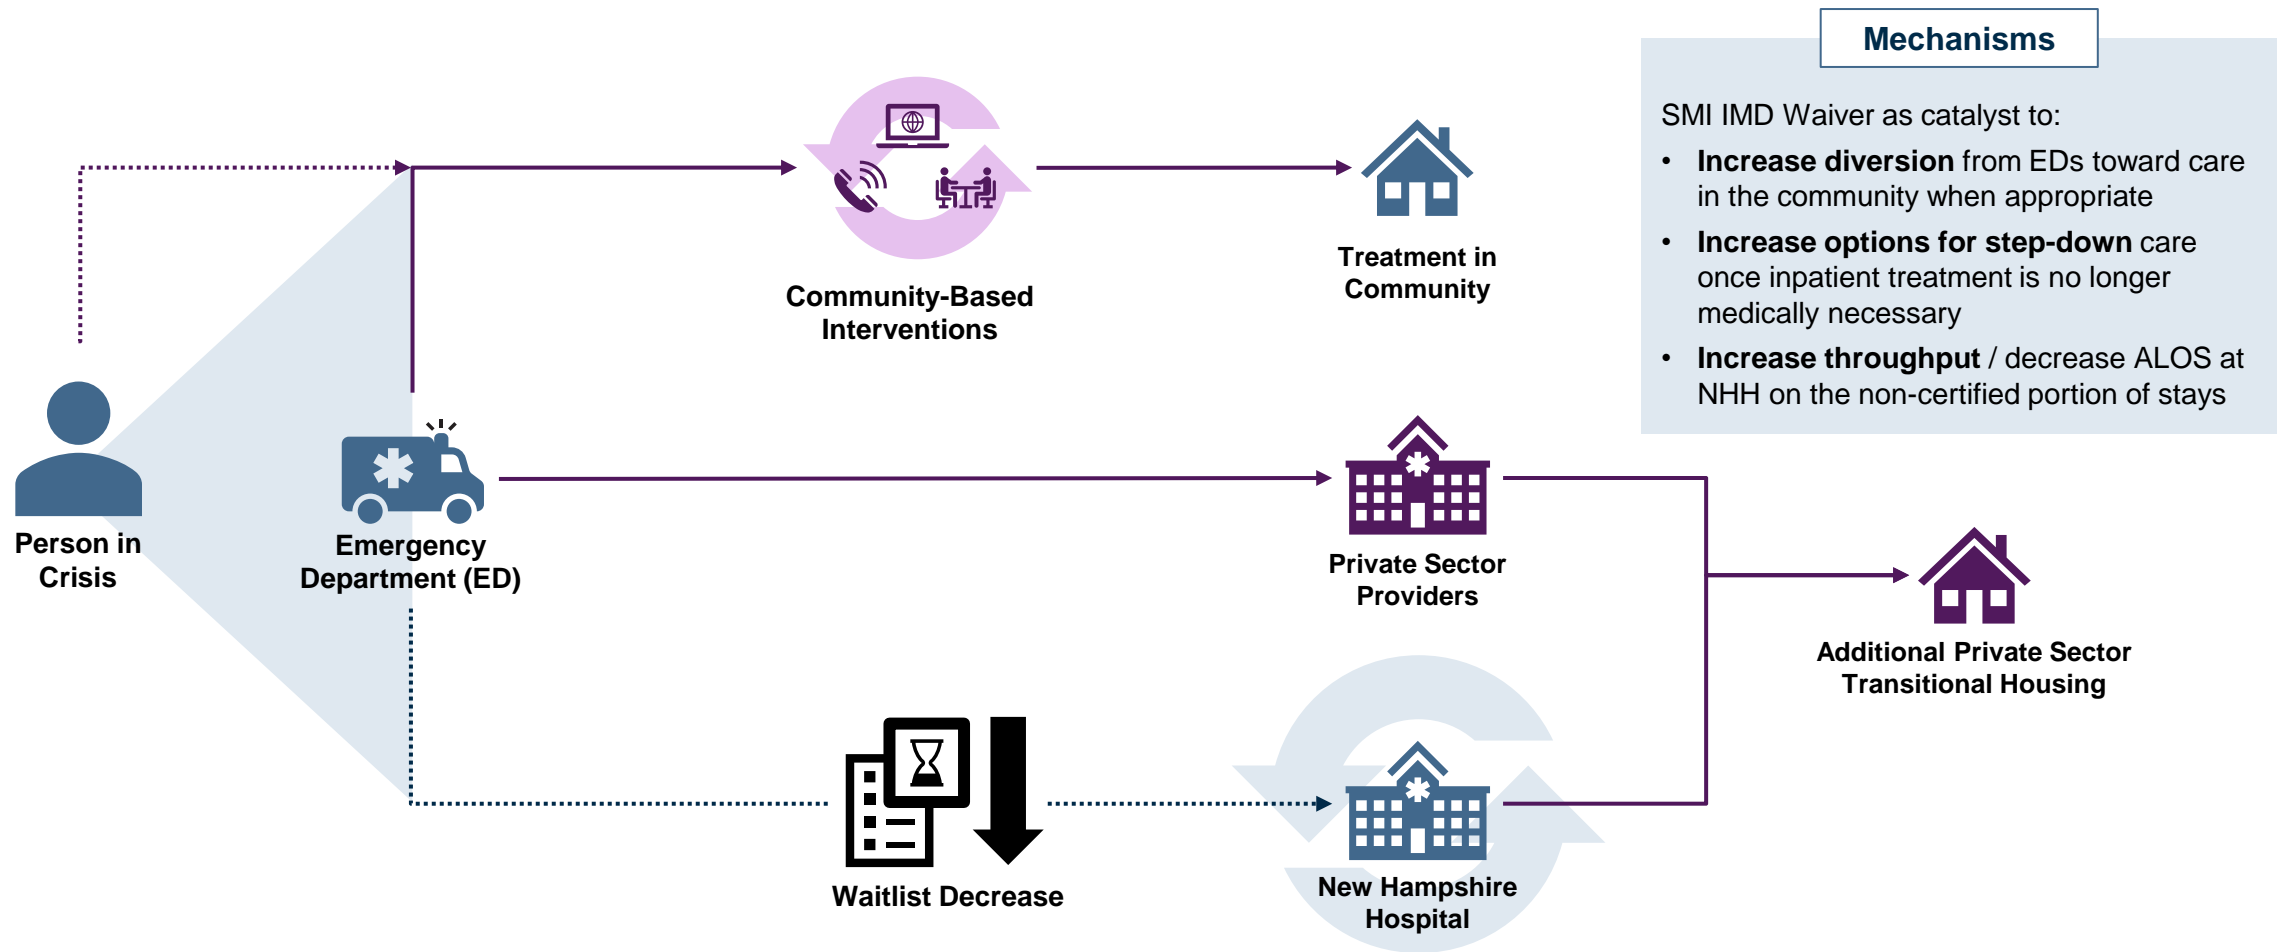 Mechanisms
SMI IMD Waiver as catalyst to:
• Increase diversion from EDs toward care
in the community when appropriate
• Increase options for step-down care
once inpatient treatment is no longer
medically necessary
• Increase throughput / decrease ALOS at
NHH on the non-certified portion of stays
Community-Based
Interventions
Treatment in
Community
Person in
Crisis
Emergency
Department (ED)
Private Sector
Providers
Additional Private Sector
Transitional Housing
Waitlist Decrease
New Hampshire
Hospital